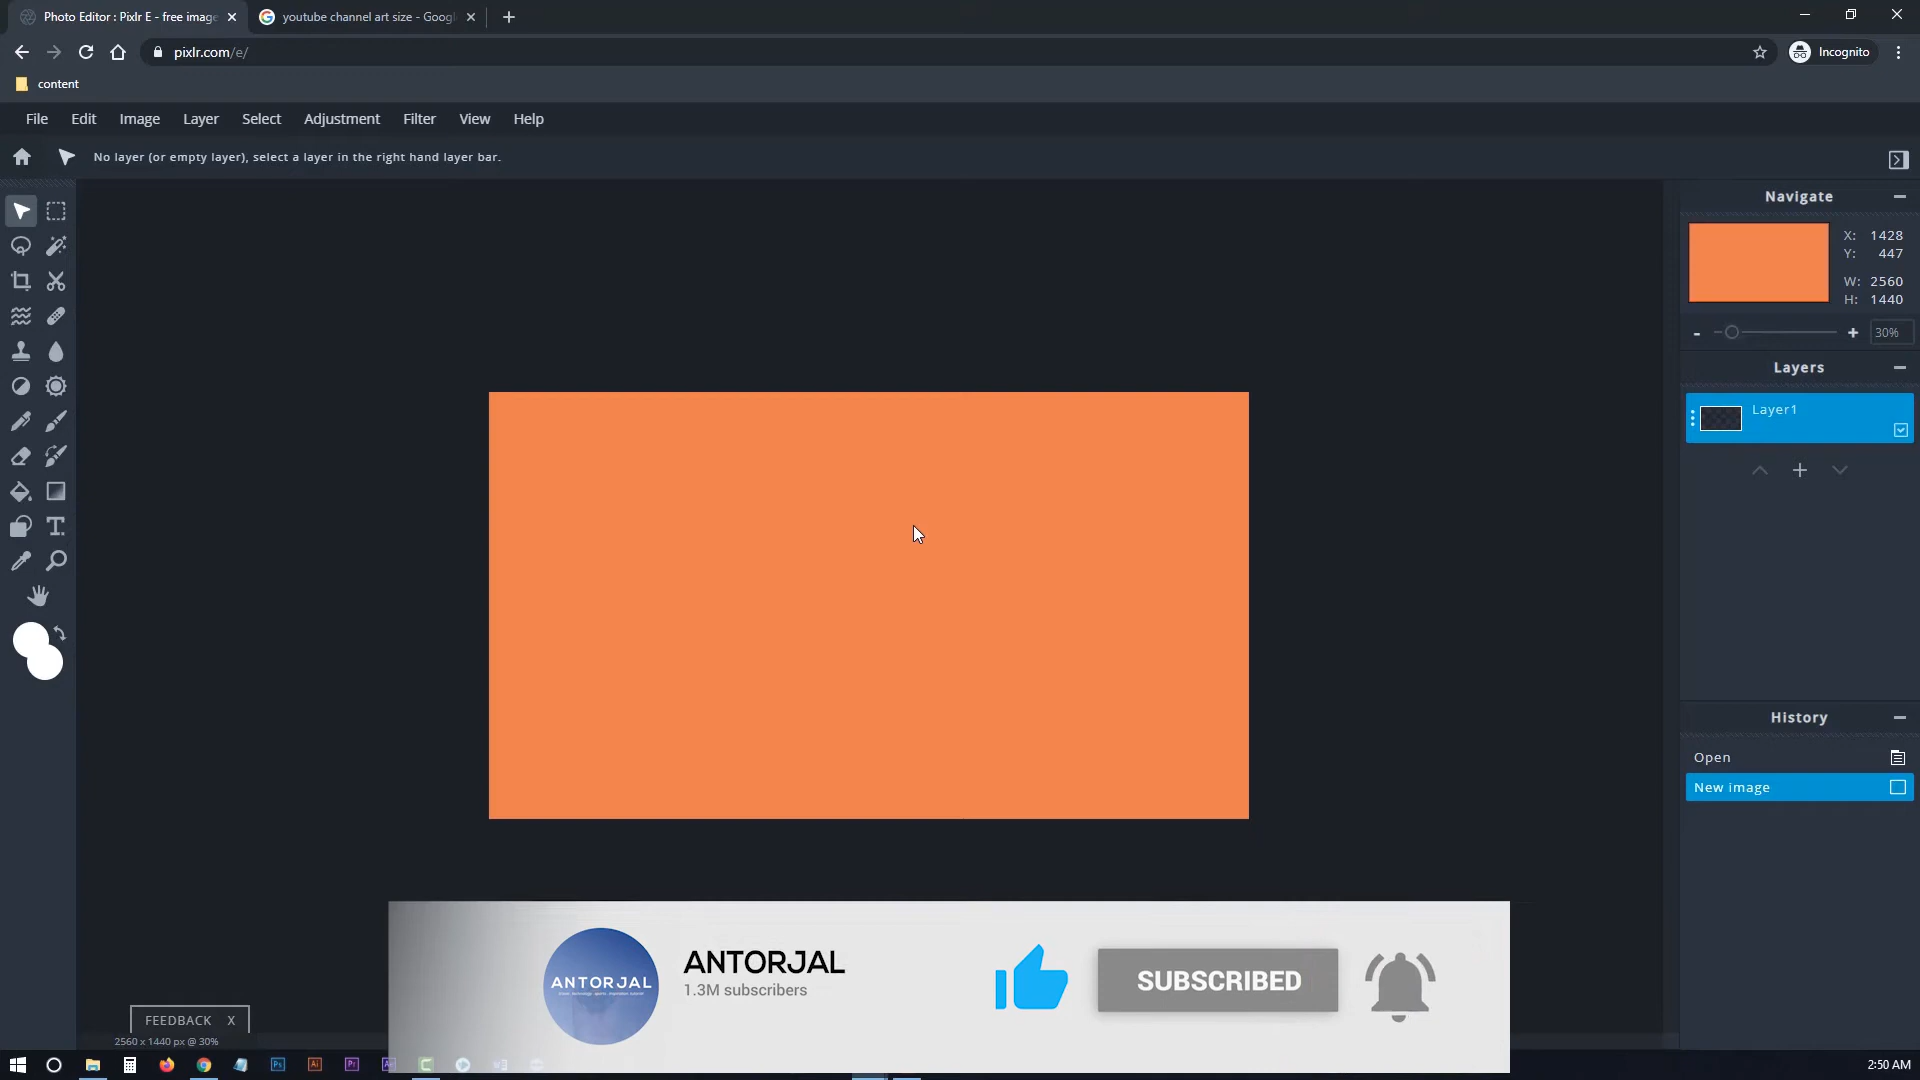 Photo Editor : Pixlr E - free image
youtube channel art size - Googl
pixlr.com/e/
Incognito
content
File Edit Image Layer Select Adjustment Filter View Help
No layer (or empty layer), select a layer in the right hand layer bar.
Navigate
X: 1428
Y: 447
W: 2560
H: 1440
- + 30%
Layers
Layer1
History
Open
New image
ANTORJAL
ANTORJAL
1.3M subscribers
SUBSCRIBED
FEEDBACK X
2560 x 1440 px @ 30%
Ps Ai Pr
2:50 AM